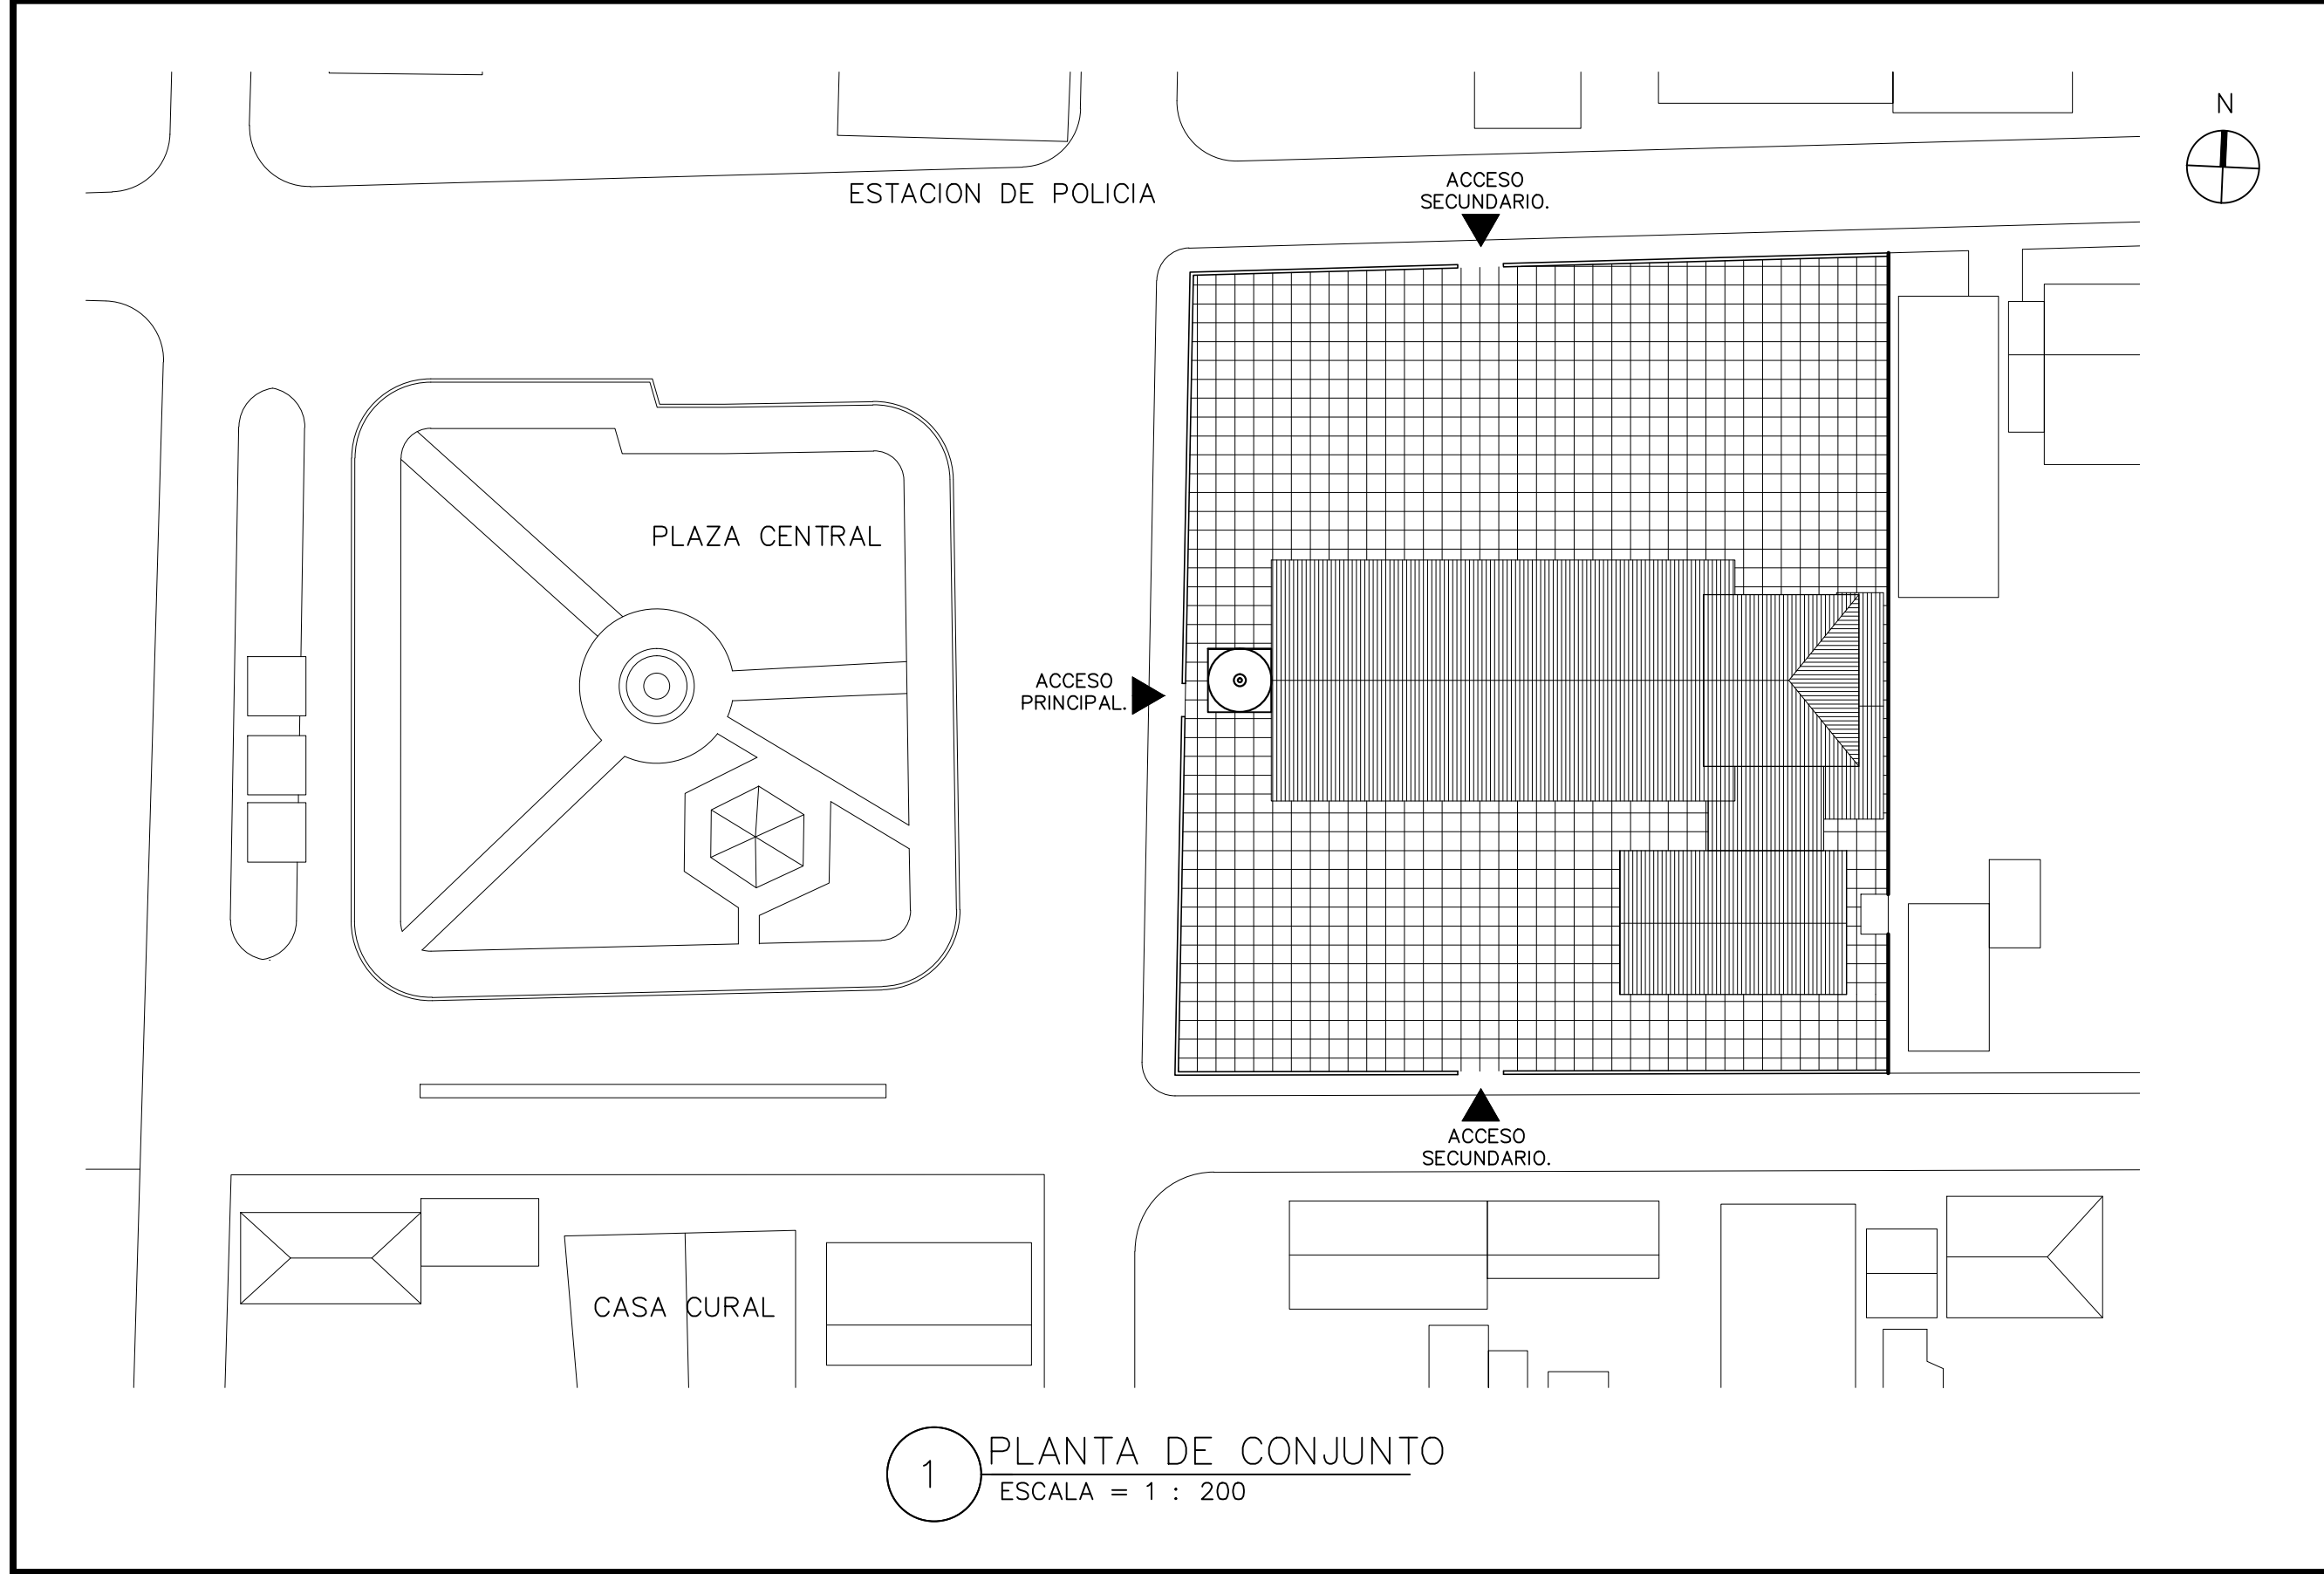 N
ACCESO
SECUNDARIO.
ESTACION DE POLICIA
PLAZA CENTRAL
ACCESO
PRINCIPAL.
ACCESO
SECUNDARIO.
CASA CURAL
1
PLANTA DE CONJUNTO
ESCALA = 1 : 200